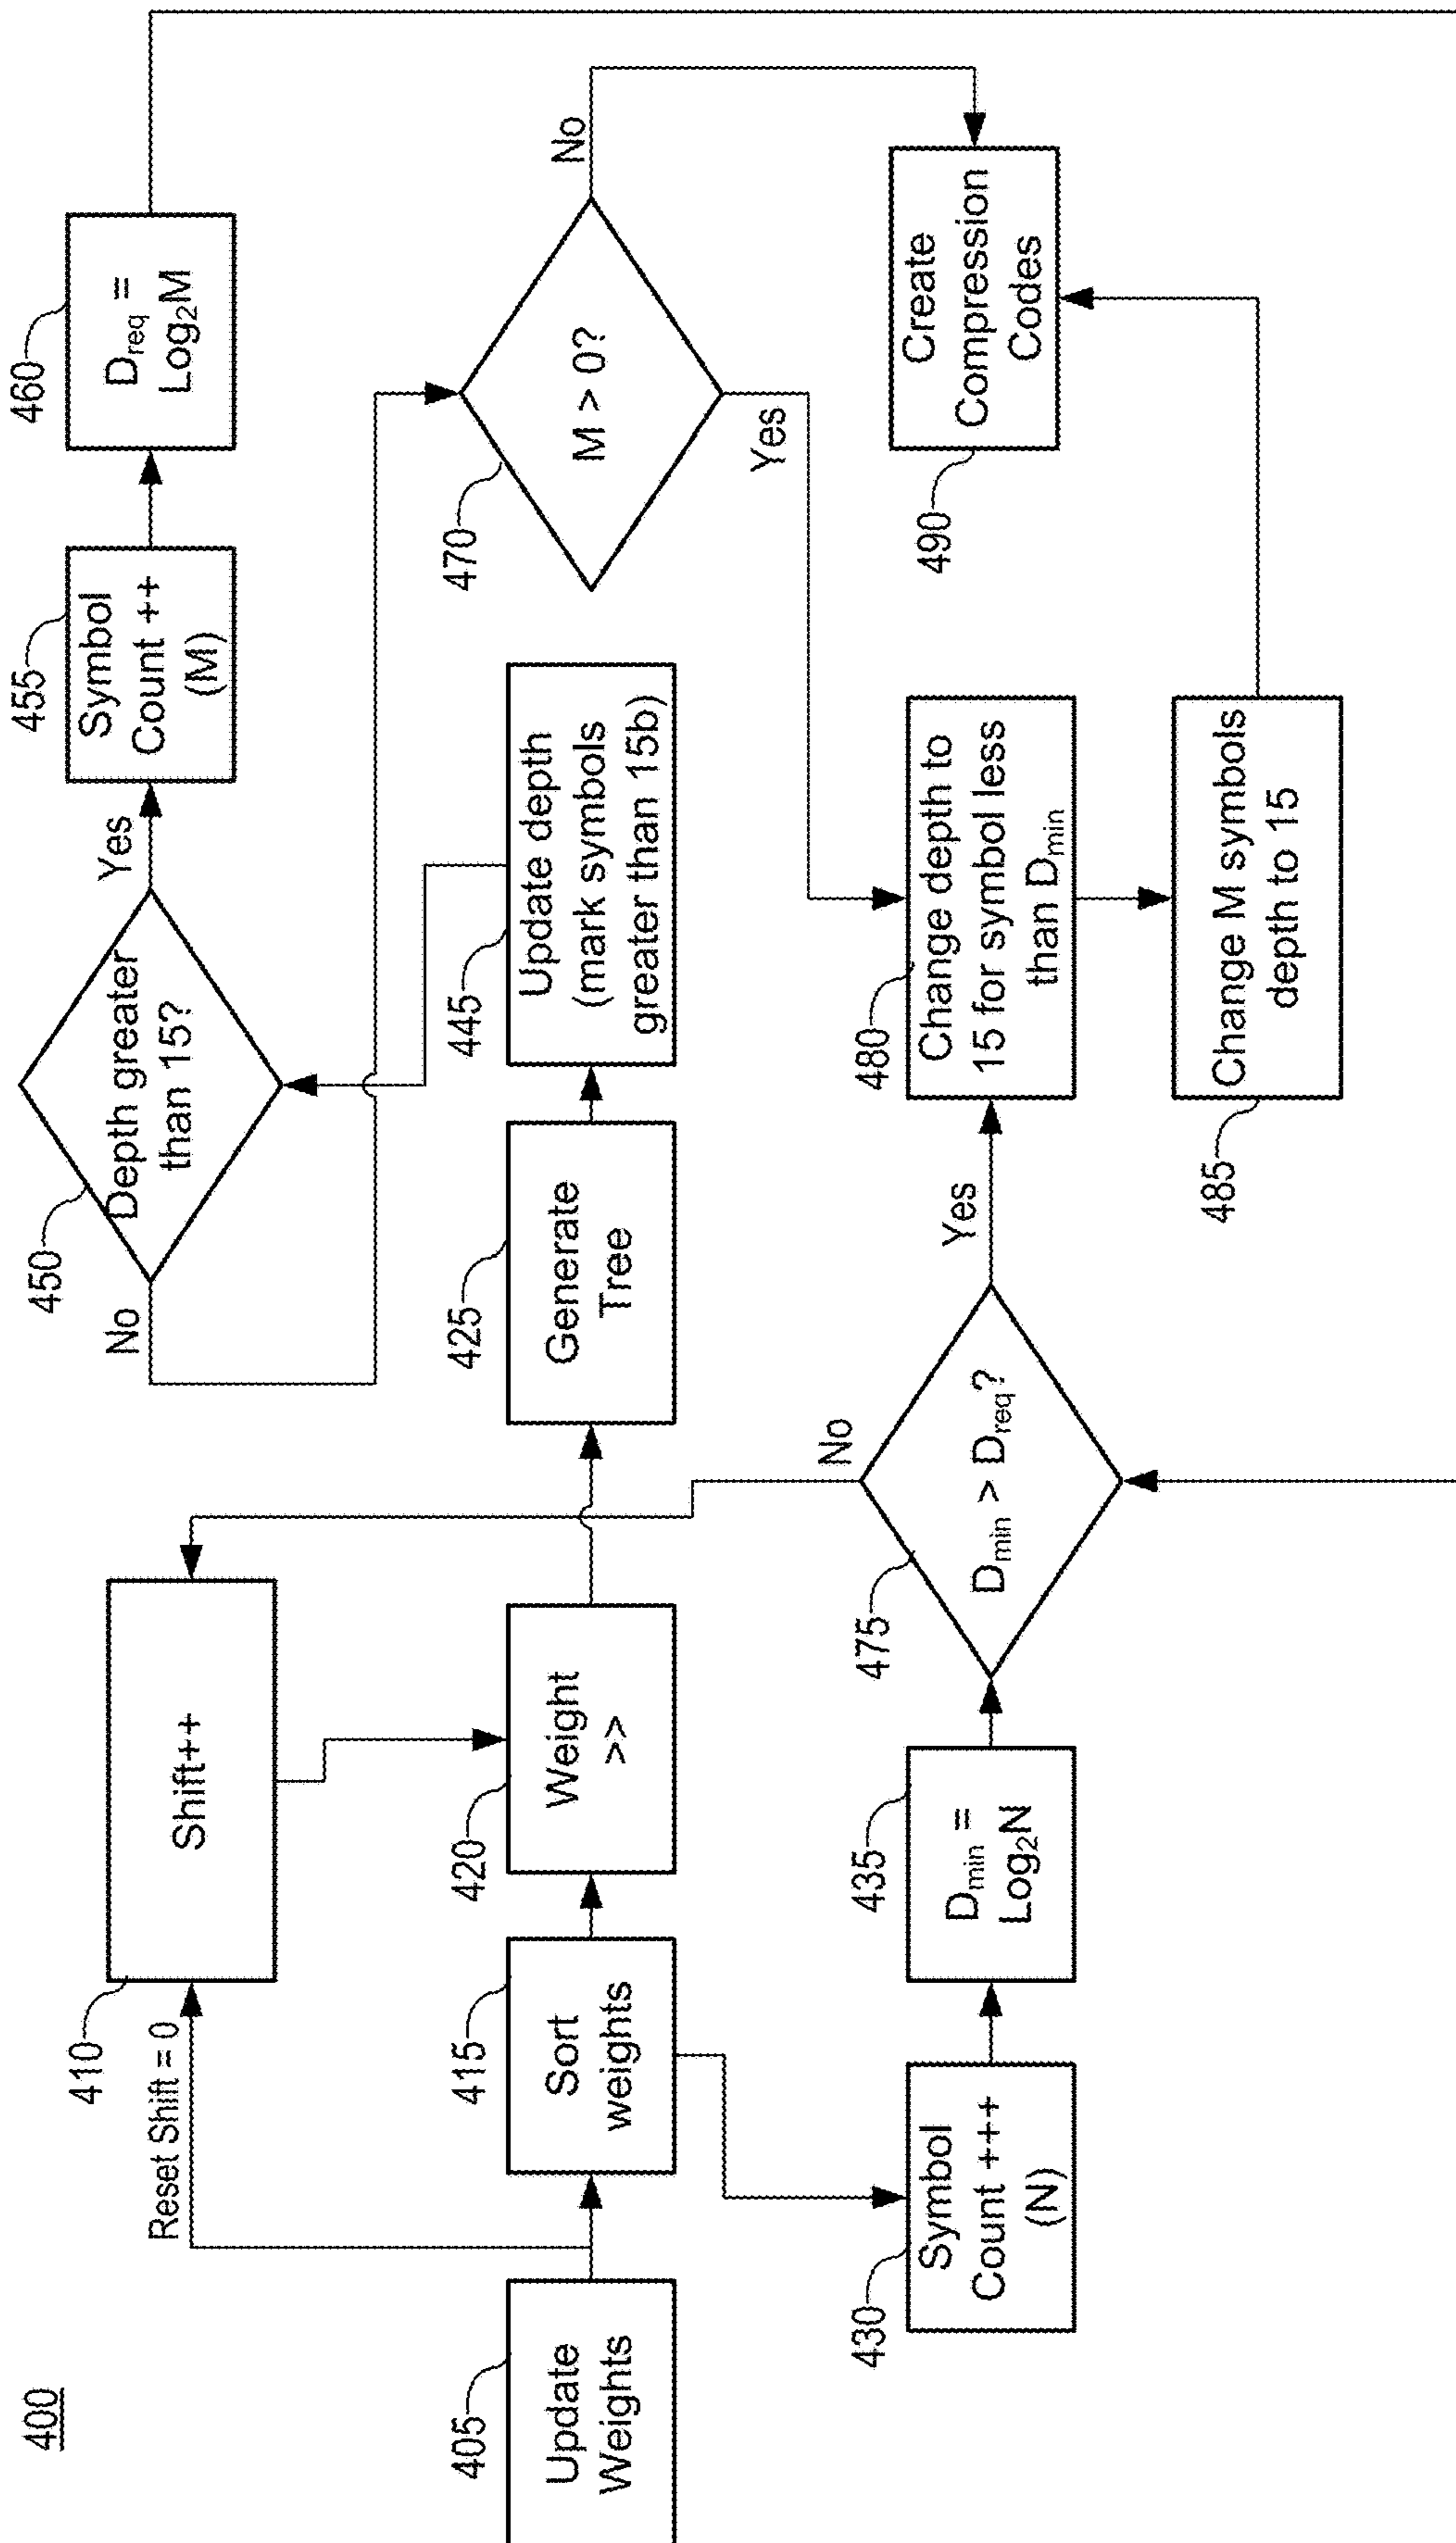 400
405
Update
Weights
Reset Shift = 0
410
Shift++
415
Sort
weights
420
Weight
>>
425
Generate
Tree
430
Symbol
Count +++
(N)
435
Dmin =
Log₂N
445
Update depth
(mark symbols
greater than 15b)
450
Depth greater
than 15?
No
Yes
455
Symbol
Count ++
(M)
460
Dreq =
Log₂M
470
M > 0?
No
Yes
475
Dmin > Dreq?
No
Yes
480
Change depth to
15 for symbol less
than Dmin
485
Change M symbols
depth to 15
490
Create
Compression
Codes